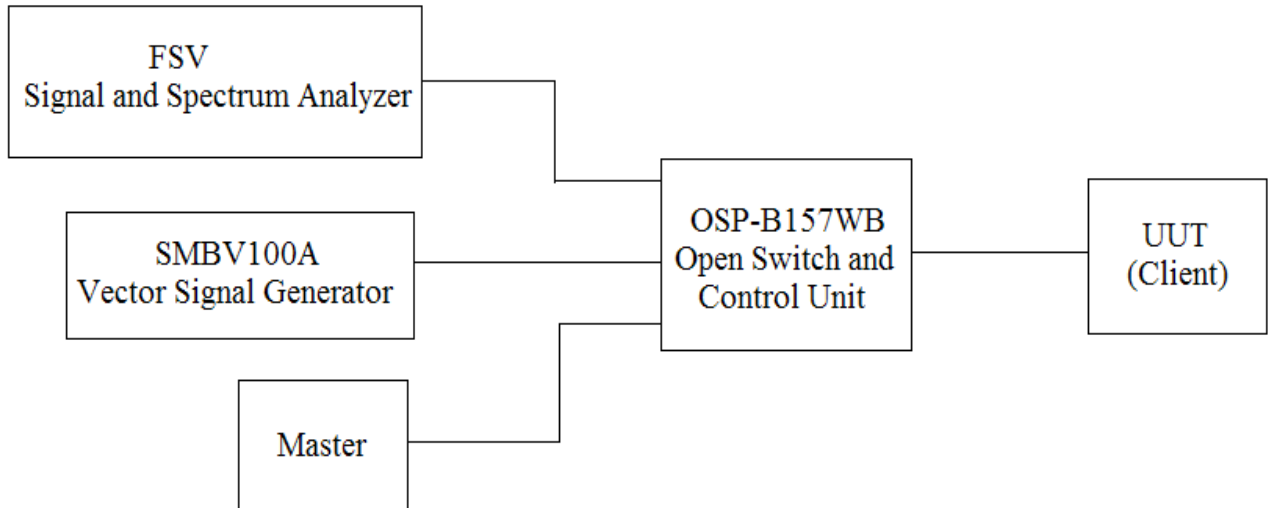 FSV
Signal and Spectrum Analyzer
SMBV100A
Vector Signal Generator
Master
OSP-B157WB
Open Switch and
Control Unit
UUT
(Client)